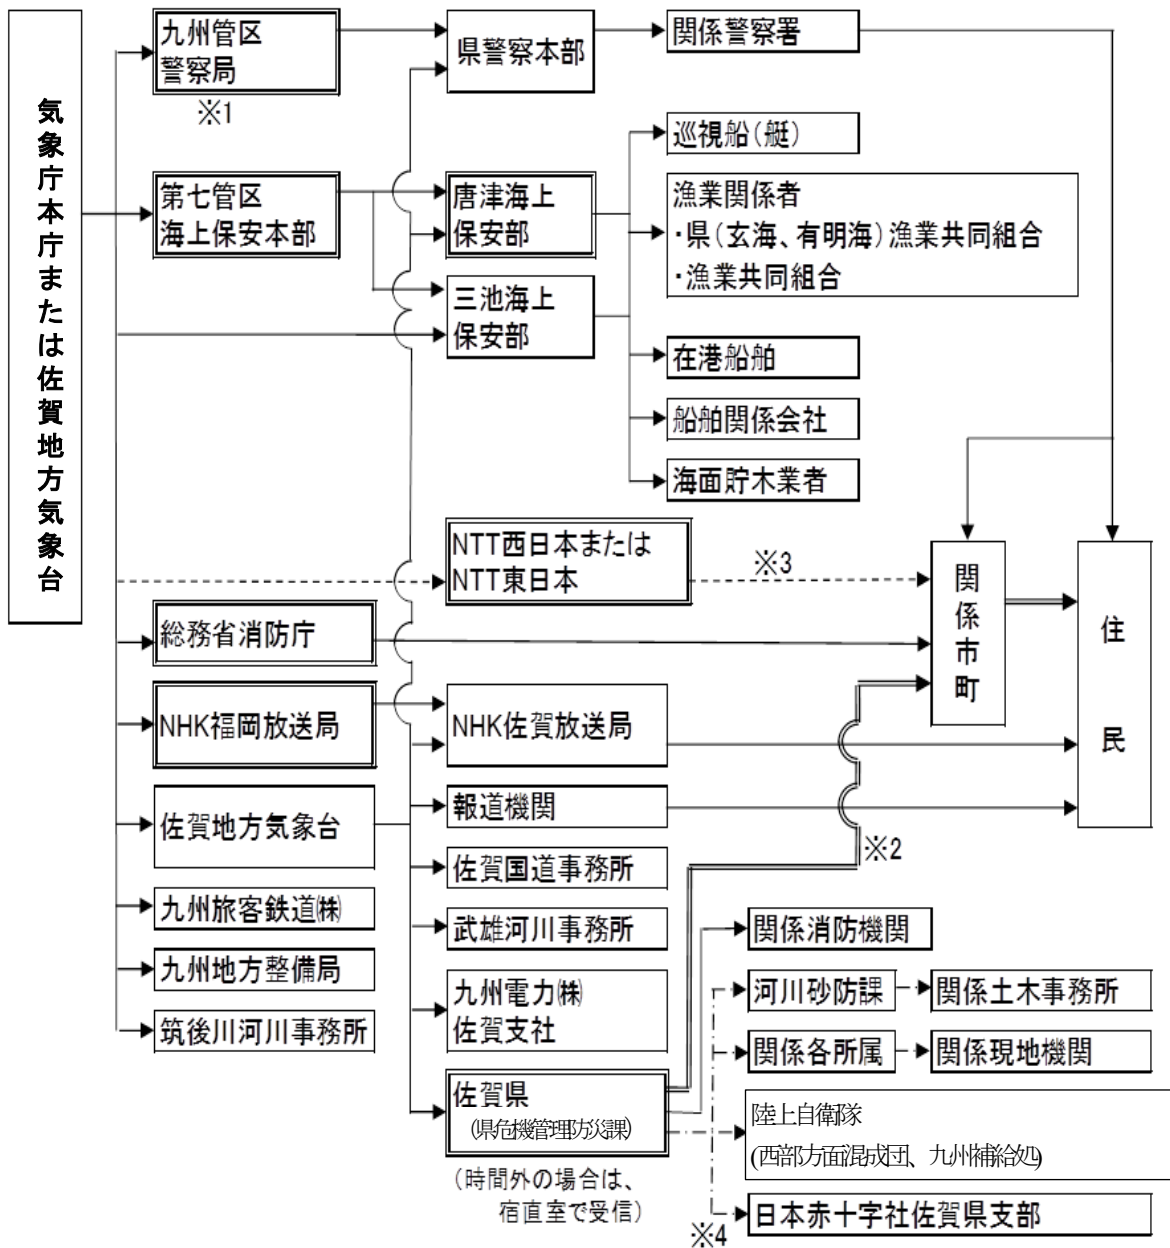 気象庁本庁または佐賀地方気象台
九州管区
警察局
※1
県警察本部
関係警察署
第七管区
海上保安本部
唐津海上
保安部
三池海上
保安部
巡視船(艇)
漁業関係者
・県(玄海、有明海)漁業共同組合
・漁業共同組合
在港船舶
船舶関係会社
海面貯木業者
NTT西日本または
NTT東日本
※3
関係市町
住民
総務省消防庁
NHK福岡放送局
NHK佐賀放送局
佐賀地方気象台
報道機関
※2
佐賀国道事務所
九州旅客鉄道㈱
武雄河川事務所
関係消防機関
九州地方整備局
九州電力㈱
佐賀支社
河川砂防課
関係土木事務所
筑後川河川事務所
関係各所属
関係現地機関
佐賀県
(県危機管理防災課)
陸上自衛隊
(西部方面混成団、九州補給処)
(時間外の場合は、
宿直室で受信)
※4
日本赤十字社佐賀県支部